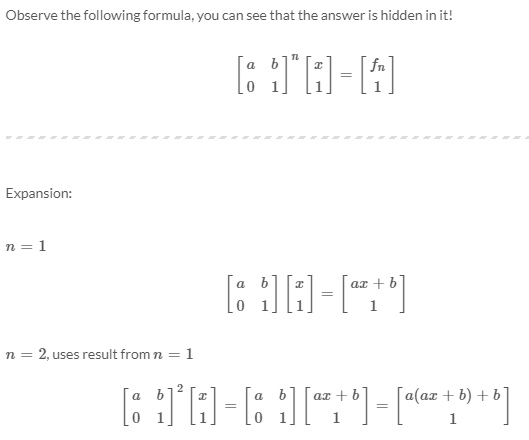 Observe the following formula, you can see that the answer is hidden in it!
\begin{bmatrix} a & b \\ 0 & 1 \end{bmatrix}^n \begin{bmatrix} x \\ 1 \end{bmatrix} = \begin{bmatrix} f_n \\ 1 \end{bmatrix}
Expansion:
n = 1
\begin{bmatrix} a & b \\ 0 & 1 \end{bmatrix} \begin{bmatrix} x \\ 1 \end{bmatrix} = \begin{bmatrix} ax + b \\ 1 \end{bmatrix}
n = 2, uses result from n = 1
\begin{bmatrix} a & b \\ 0 & 1 \end{bmatrix}^2 \begin{bmatrix} x \\ 1 \end{bmatrix} = \begin{bmatrix} a & b \\ 0 & 1 \end{bmatrix} \begin{bmatrix} ax + b \\ 1 \end{bmatrix} = \begin{bmatrix} a(ax + b) + b \\ 1 \end{bmatrix}